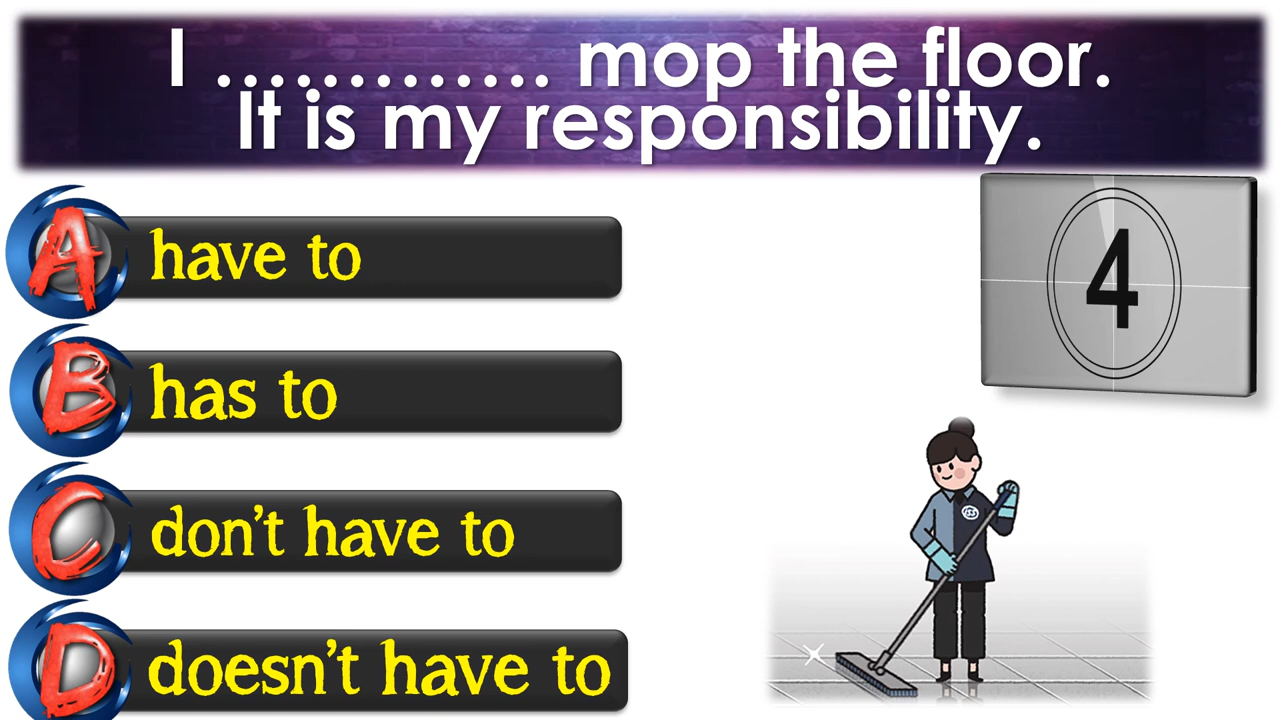 I ............. mop the floor.
It is my responsibility.
A have to
B has to
C don't have to
D doesn't have to
4